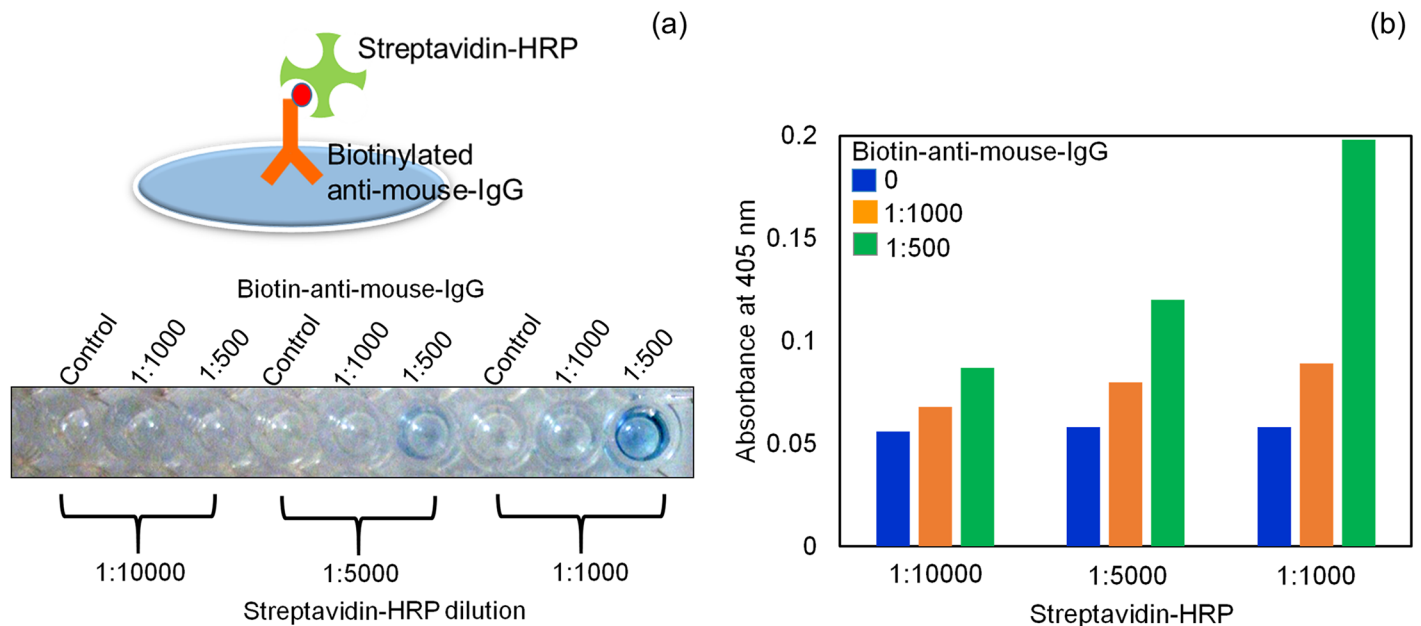 (a)
Streptavidin-HRP
Biotinylated
anti-mouse-IgG
Biotin-anti-mouse-IgG
Control
1:1000
1:500
Control
1:1000
1:500
Control
1:1000
1:500
1:10000
1:5000
1:1000
Streptavidin-HRP dilution
(b)
Absorbance at 405 nm
0.2
0.15
0.1
0.05
0
Biotin-anti-mouse-IgG
0
1:1000
1:500
1:10000
1:5000
1:1000
Streptavidin-HRP